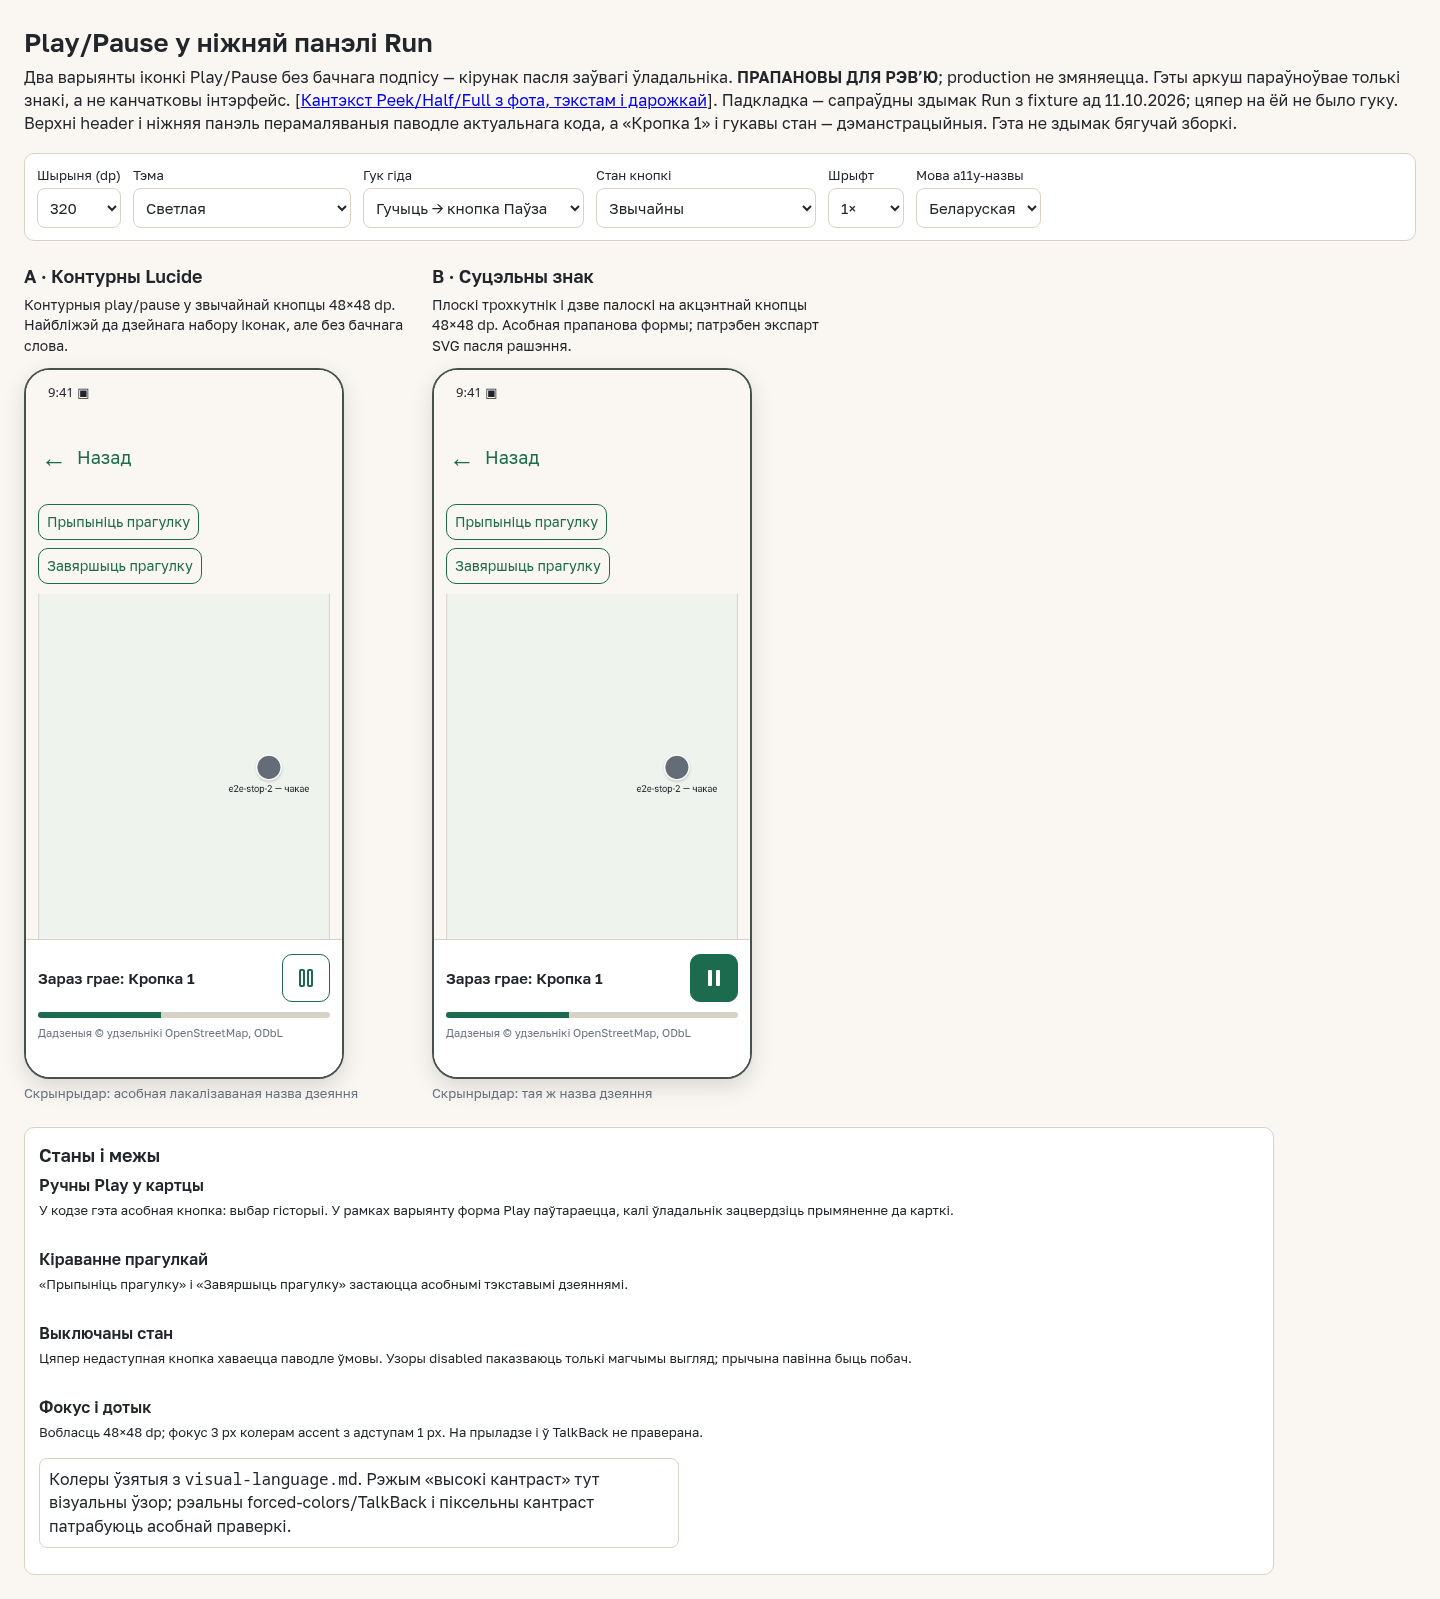 Play/Pause у ніжняй панэлі Run
Два варыянты іконкі Play/Pause без бачнага подпісу — кірунак пасля заўвагі ўладальніка. ПРАПАНОВЫ ДЛЯ РЭВʼЮ; production не змяняецца. Гэты аркуш параўноўвае толькі
знакі, а не канчатковы інтэрфейс. [Кантэкст Peek/Half/Full з фота, тэкстам і дарожкай]. Падкладка — сапраўдны здымак Run з fixture ад 11.10.2026; цяпер на ёй не было гуку.
Верхні header і ніжняя панэль перамаляваныя паводле актуальнага кода, а «Кропка 1» і гукавы стан — дэманстрацыйныя. Гэта не здымак бягучай зборкі.
Шырыня (dp) Тэма Гук гіда Стан кнопкі Шрыфт Мова a11y-назвы
320 Светлая Гучыць → кнопка Паўза Звычайны 1× Беларуская
A · Контурны Lucide
Контурныя play/pause у звычайнай кнопцы 48×48 dp.
Найбліжэй да дзейнага набору іконак, але без бачнага
слова.
B · Суцэльны знак
Плоскі трохкутнік і дзве палоскі на акцэнтнай кнопцы
48×48 dp. Асобная прапанова формы; патрэбен экспарт
SVG пасля рашэння.
9:41 ▣
← Назад
Прыпыніць прагулку
Завяршыць прагулку
e2e-stop-2 — чакае
Зараз грае: Кропка 1
Дадзеныя © удзельнікі OpenStreetMap, ODbL
Скрынрыдар: асобная лакалізаваная назва дзеяння
9:41 ▣
← Назад
Прыпыніць прагулку
Завяршыць прагулку
e2e-stop-2 — чакае
Зараз грае: Кропка 1
Дадзеныя © удзельнікі OpenStreetMap, ODbL
Скрынрыдар: тая ж назва дзеяння
Станы і межы
Ручны Play у картцы
У кодзе гэта асобная кнопка: выбар гісторыі. У рамках варыянту форма Play паўтараецца, калі ўладальнік зацвердзіць прымяненне да карткі.
Кіраванне прагулкай
«Прыпыніць прагулку» і «Завяршыць прагулку» застаюцца асобнымі тэкставымі дзеяннямі.
Выключаны стан
Цяпер недаступная кнопка хаваецца паводле ўмовы. Узоры disabled паказваюць толькі магчымы выгляд; прычына павінна быць побач.
Фокус і дотык
Вобласць 48×48 dp; фокус 3 px колерам accent з адступам 1 px. На прыладзе і ў TalkBack не праверана.
Колеры ўзятыя з visual-language.md. Рэжым «высокі кантраст» тут
візуальны ўзор; рэальны forced-colors/TalkBack і піксельны кантраст
патрабуюць асобнай праверкі.